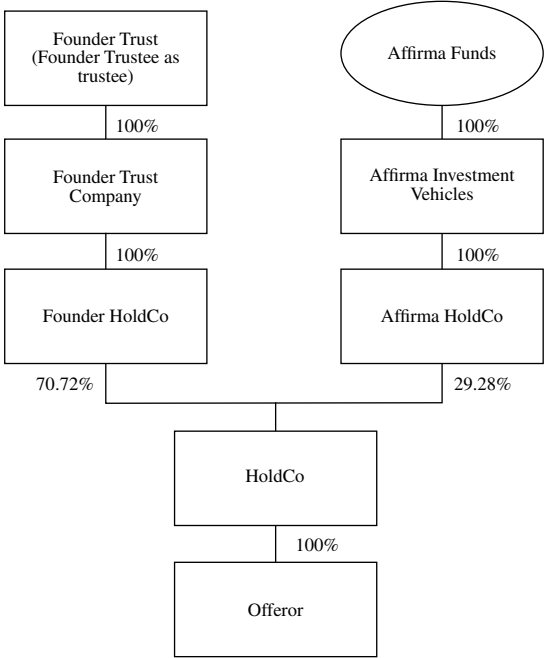 Founder Trust
(Founder Trustee as
trustee)
Affirma Funds
100%
100%
Founder Trust
Company
Affirma Investment
Vehicles
100%
100%
Founder HoldCo
Affirma HoldCo
70.72%
29.28%
HoldCo
100%
Offeror